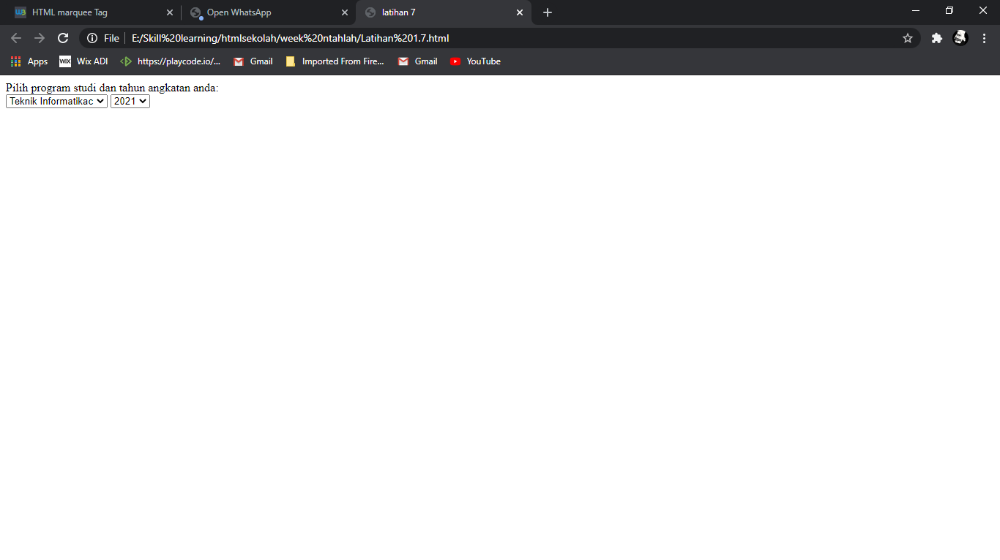 HTML marquee Tag
Open WhatsApp
latihan 7
File E:/Skill%20learning/htmlsekolah/week%20ntahlah/Latihan%201.7.html
Apps WIX Wix ADI https://playcode.io/... Gmail Imported From Fire... Gmail YouTube
Pilih program studi dan tahun angkatan anda:
Teknik Informatikac 2021